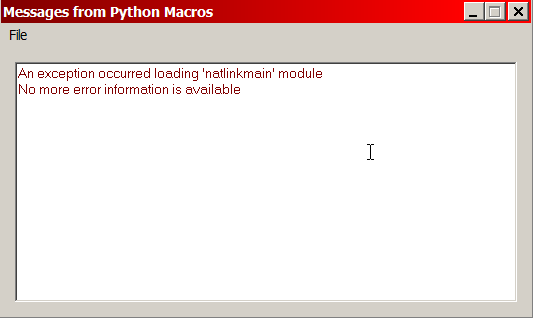 Messages from Python Macros
File
An exception occurred loading 'natlinkmain' module
No more error information is available